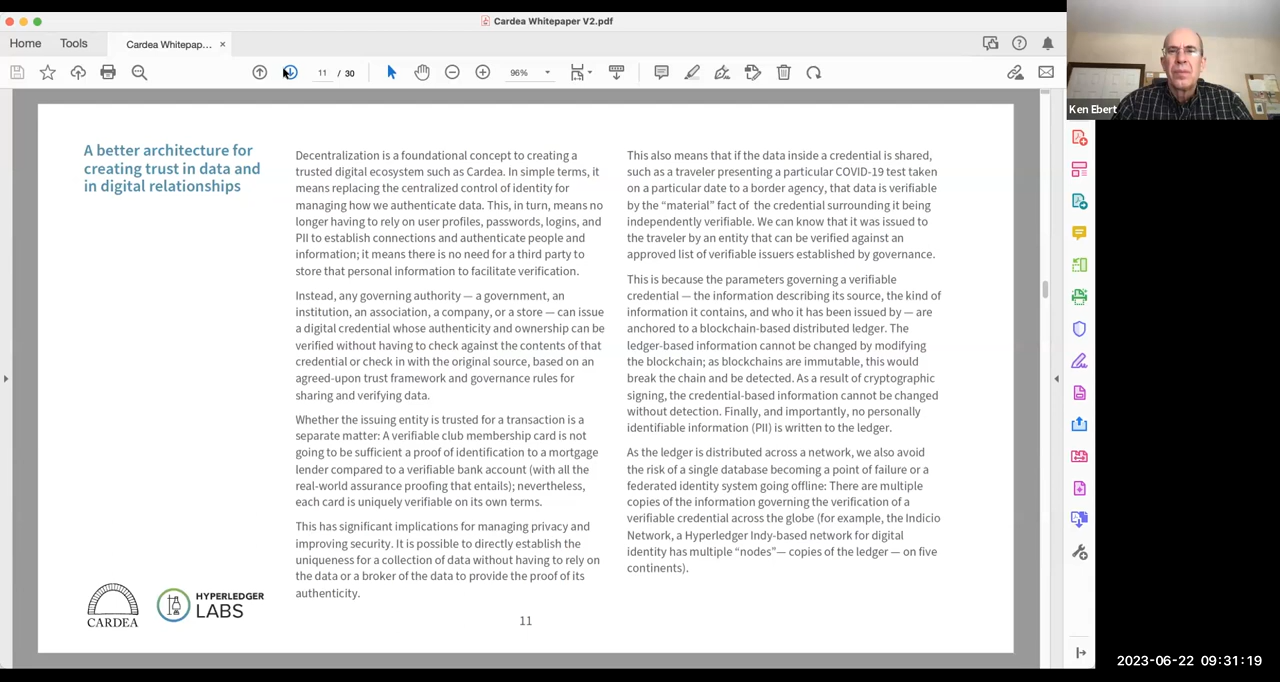 Cardea Whitepaper V2.pdf
Home
Tools
Cardea Whitepap... ×
11 / 30
96%
Ken Ebert
A better architecture for
creating trust in data and
in digital relationships
Decentralization is a foundational concept to creating a
trusted digital ecosystem such as Cardea. In simple terms, it
means replacing the centralized control of identity for
managing how we authenticate data. This, in turn, means no
longer having to rely on user profiles, passwords, logins, and
PII to establish connections and authenticate people and
information; it means there is no need for a third party to
store that personal information to facilitate verification.
Instead, any governing authority — a government, an
institution, an association, a company, or a store — can issue
a digital credential whose authenticity and ownership can be
verified without having to check against the contents of that
credential or check in with the original source, based on an
agreed-upon trust framework and governance rules for
sharing and verifying data.
Whether the issuing entity is trusted for a transaction is a
separate matter: A verifiable club membership card is not
going to be sufficient a proof of identification to a mortgage
lender compared to a verifiable bank account (with all the
real-world assurance proofing that entails); nevertheless,
each card is uniquely verifiable on its own terms.
This has significant implications for managing privacy and
improving security. It is possible to directly establish the
uniqueness for a collection of data without having to rely on
the data or a broker of the data to provide the proof of its
authenticity.
This also means that if the data inside a credential is shared,
such as a traveler presenting a particular COVID-19 test taken
on a particular date to a border agency, that data is verifiable
by the “material” fact of the credential surrounding it being
independently verifiable. We can know that it was issued to
the traveler by an entity that can be verified against an
approved list of verifiable issuers established by governance.
This is because the parameters governing a verifiable
credential — the information describing its source, the kind of
information it contains, and who it has been issued by — are
anchored to a blockchain-based distributed ledger. The
ledger-based information cannot be changed by modifying
the blockchain; as blockchains are immutable, this would
break the chain and be detected. As a result of cryptographic
signing, the credential-based information cannot be changed
without detection. Finally, and importantly, no personally
identifiable information (PII) is written to the ledger.
As the ledger is distributed across a network, we also avoid
the risk of a single database becoming a point of failure or a
federated identity system going offline: There are multiple
copies of the information governing the verification of a
verifiable credential across the globe (for example, the Indicio
Network, a Hyperledger Indy-based network for digital
identity has multiple “nodes”— copies of the ledger — on five
continents).
CARDEA
HYPERLEDGER
LABS
11
2023-06-22 09:31:19